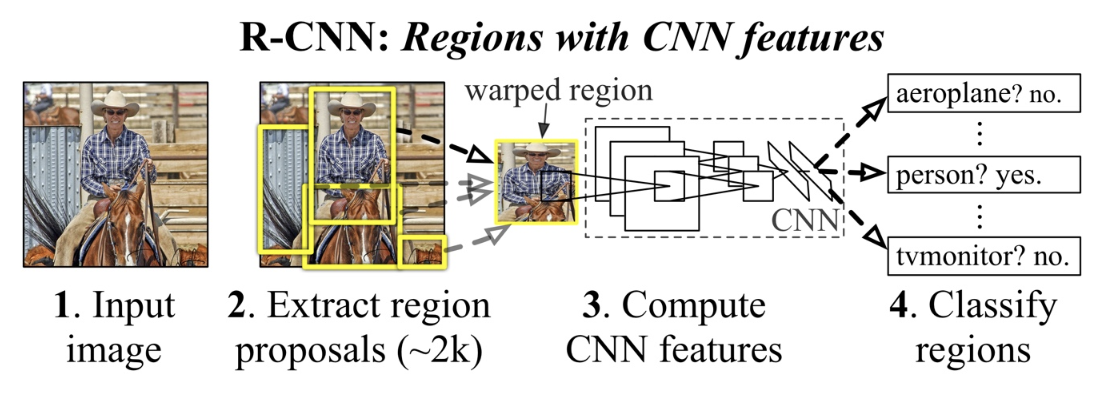 R-CNN: Regions with CNN features
warped region
aeroplane? no.
person? yes.
tvmonitor? no.
CNN
1. Input
image
2. Extract region
proposals (~2k)
3. Compute
CNN features
4. Classify
regions